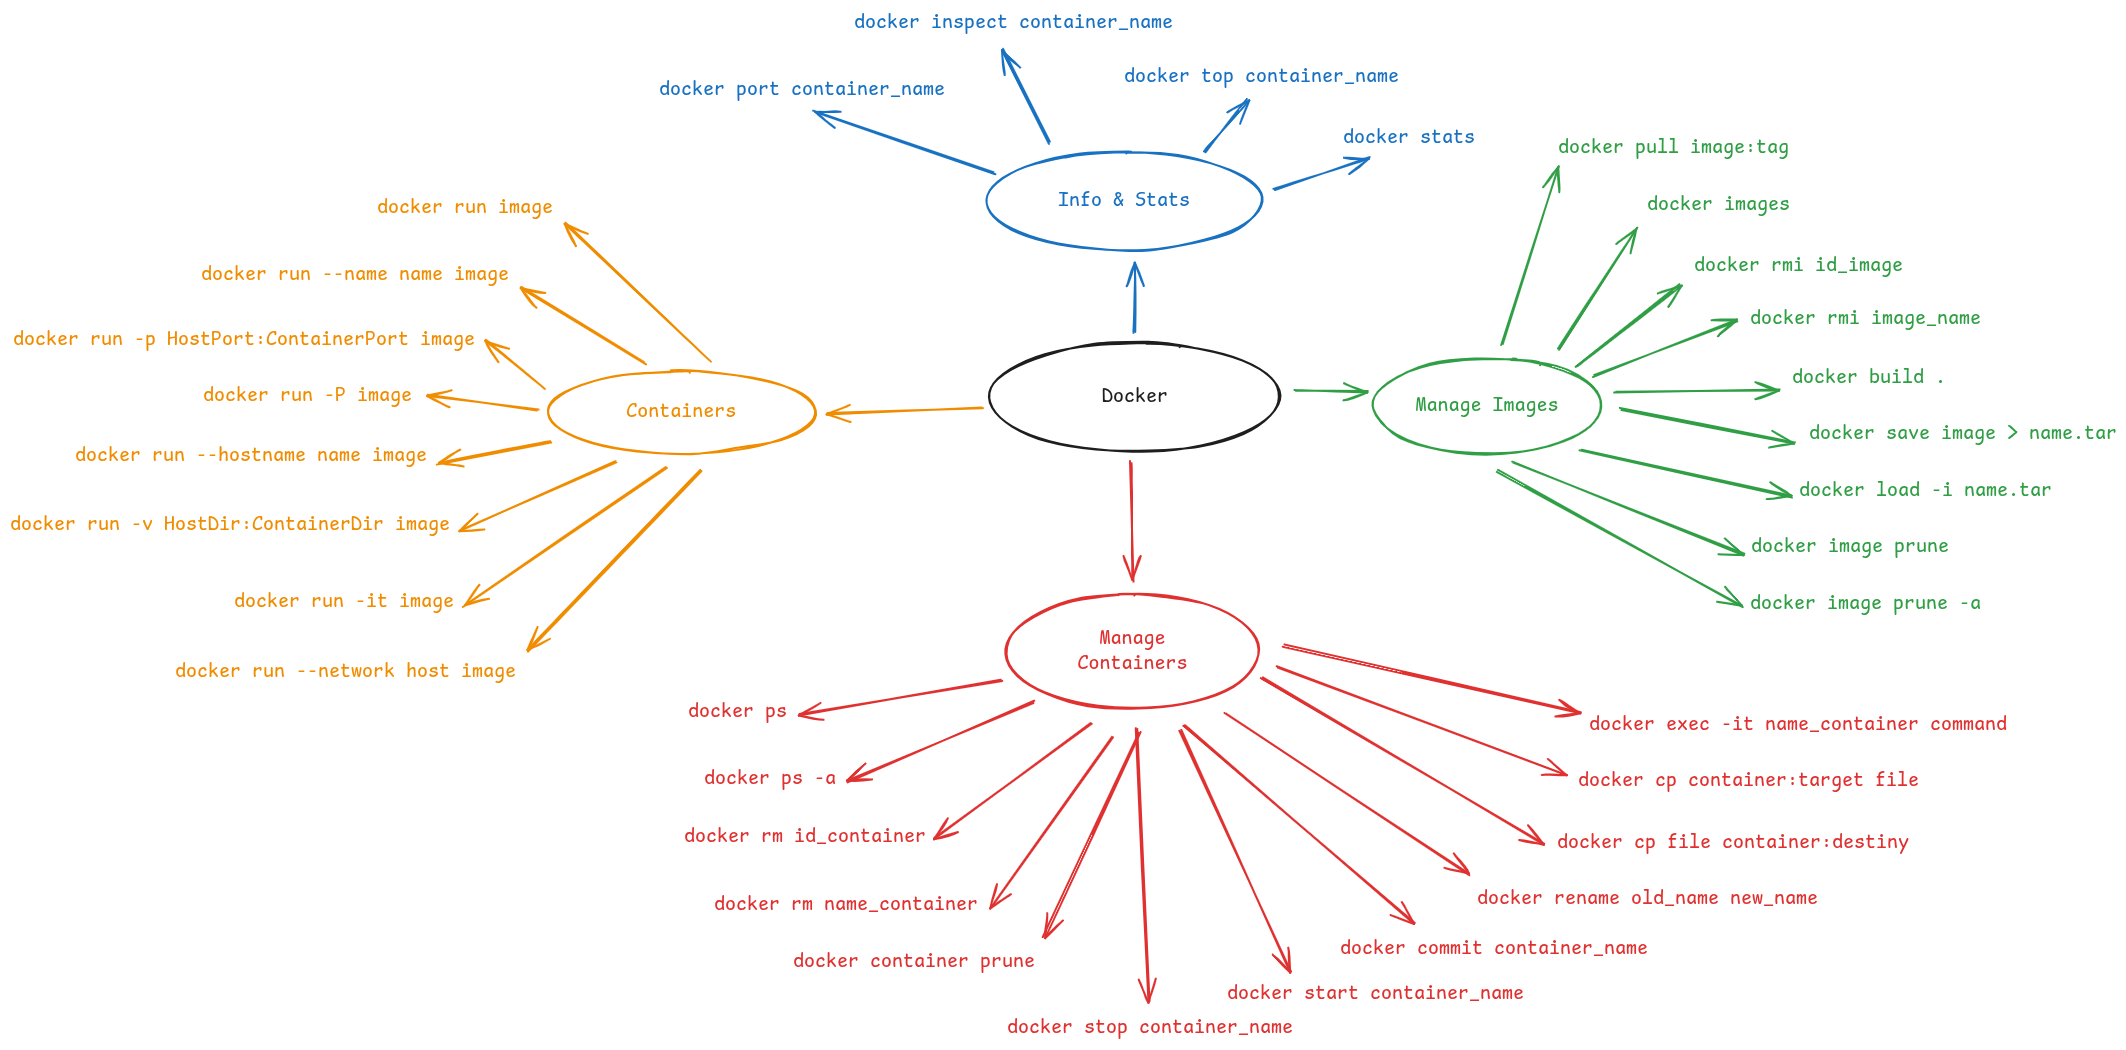 docker inspect container_name
docker top container_name
docker port container_name
docker stats
Info & Stats
docker pull image:tag
docker images
docker rmi id_image
docker rmi image_name
docker build .
docker save image > name.tar
docker load -i name.tar
docker image prune
docker image prune -a
Manage Images
Docker
Containers
docker run image
docker run --name name image
docker run -p HostPort:ContainerPort image
docker run -P image
docker run --hostname name image
docker run -v HostDir:ContainerDir image
docker run -it image
docker run --network host image
Manage
Containers
docker ps
docker ps -a
docker rm id_container
docker rm name_container
docker container prune
docker stop container_name
docker start container_name
docker commit container_name
docker rename old_name new_name
docker cp file container:destiny
docker cp container:target file
docker exec -it name_container command